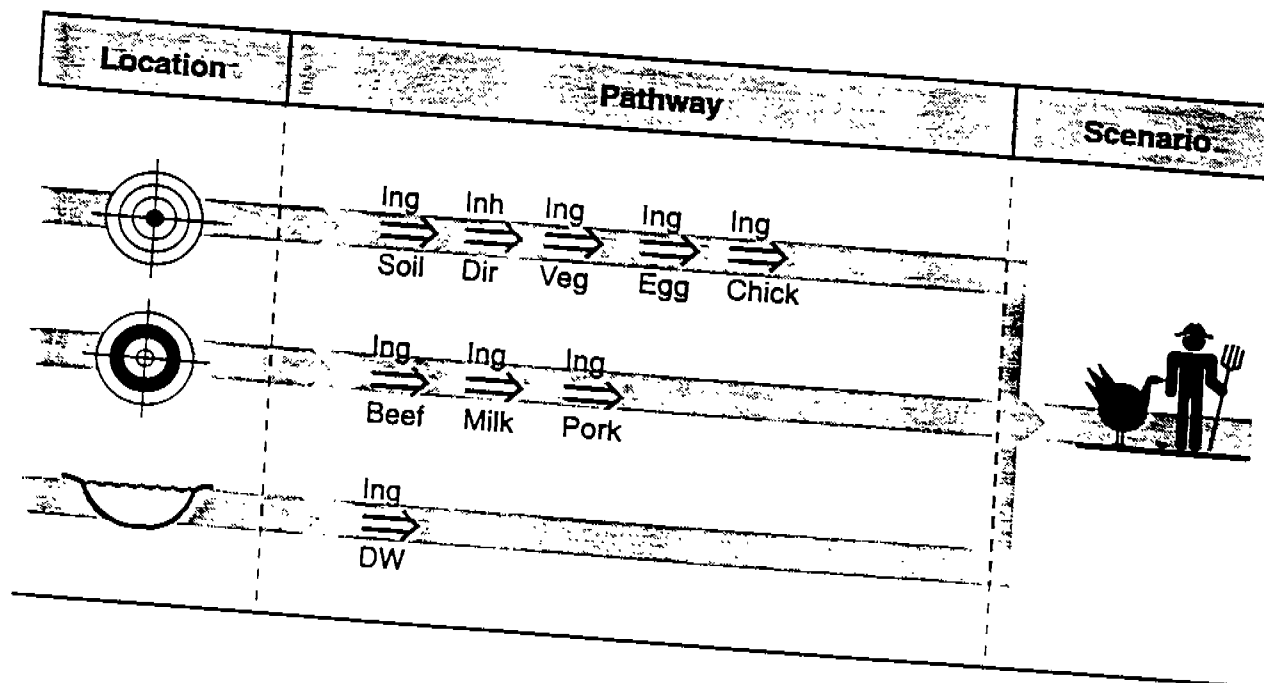 Location Pathway Scenario
Ing Inh Ing Ing Ing
Soil Dir Veg Egg Chick
Ing Ing Ing
Beef Milk Pork
Ing
DW